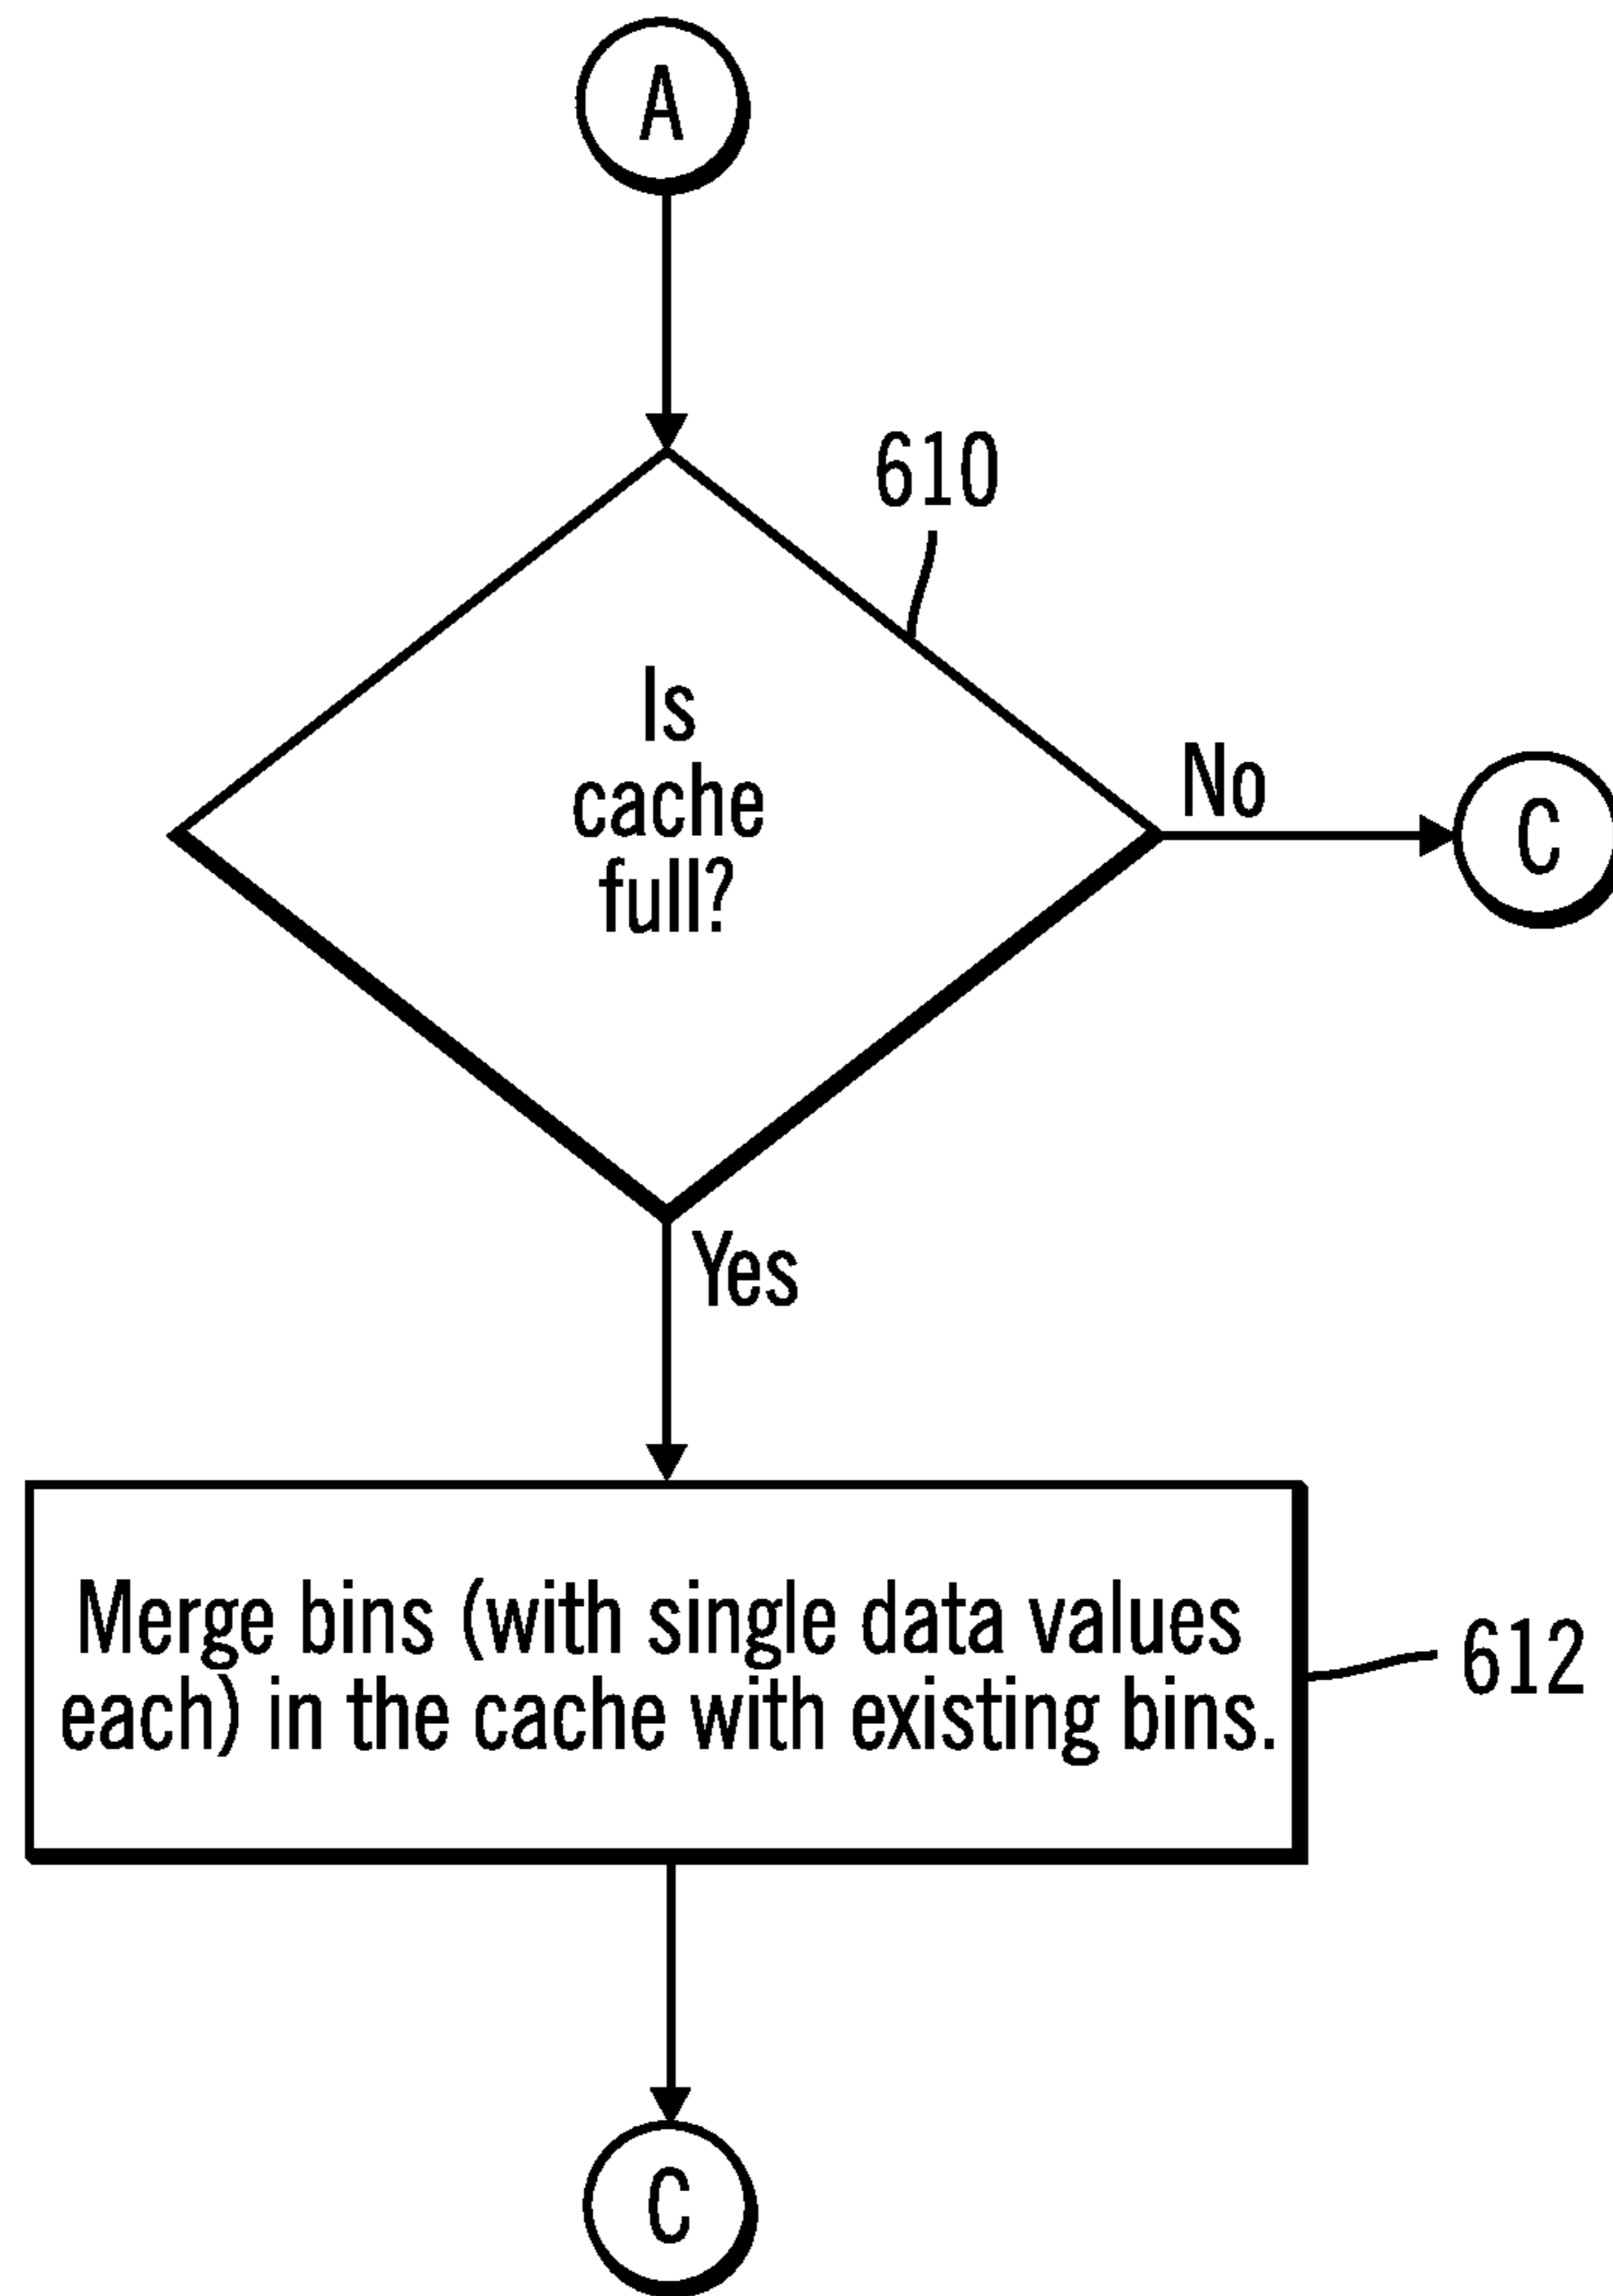 A
610
Is
cache
full?
No
C
Yes
Merge bins (with single data values
each) in the cache with existing bins.
612
C